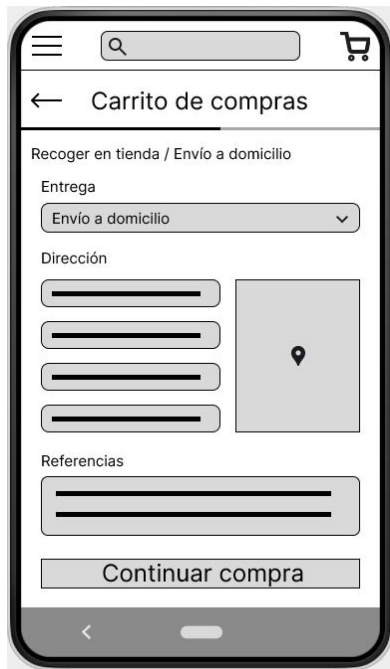 Carrito de compras
Recoger en tienda / Envío a domicilio
Entrega
Envío a domicilio
Dirección
Referencias
Continuar compra